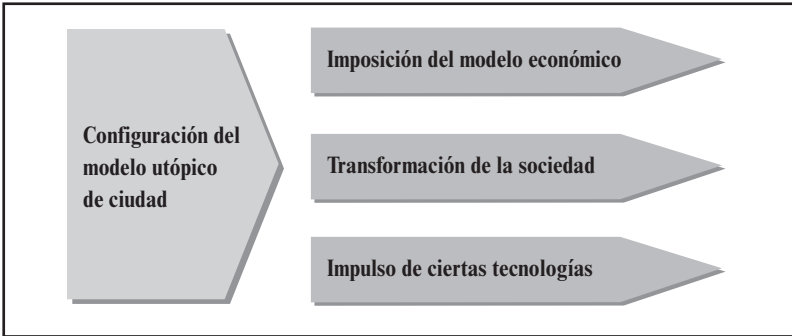 Configuración del
modelo utópico
de ciudad
Imposición del modelo económico
Transformación de la sociedad
Impulso de ciertas tecnologías